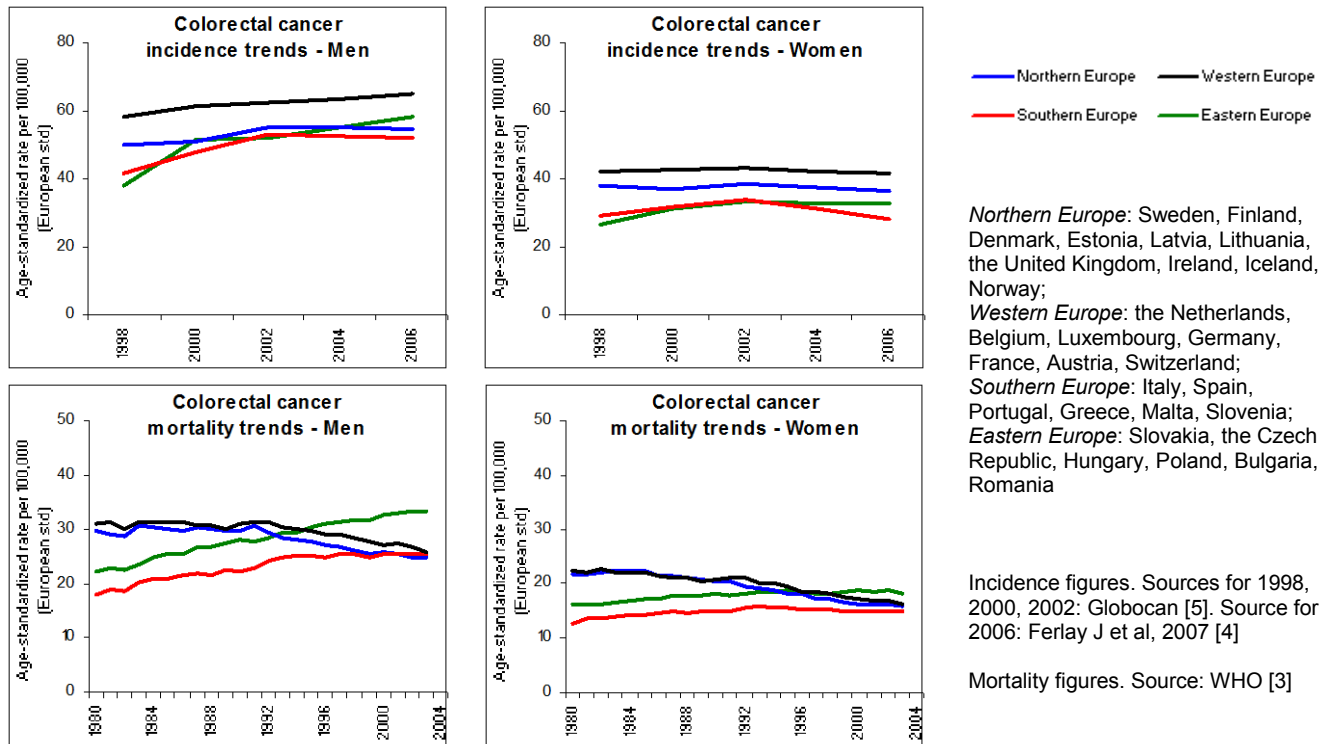 Colorectal cancer
incidence trends - Men
Age-standardized rate per 100,000
[European std]
80
60
40
20
0
1998
2000
2002
2004
2006
Colorectal cancer
incidence trends - Women
Age-standardized rate per 100,000
[European std]
80
60
40
20
0
1998
2000
2002
2004
2006
Northern Europe
Western Europe
Southern Europe
Eastern Europe
Northern Europe: Sweden, Finland,
Denmark, Estonia, Latvia, Lithuania,
the United Kingdom, Ireland, Iceland,
Norway;
Western Europe: the Netherlands,
Belgium, Luxembourg, Germany,
France, Austria, Switzerland;
Southern Europe: Italy, Spain,
Portugal, Greece, Malta, Slovenia;
Eastern Europe: Slovakia, the Czech
Republic, Hungary, Poland, Bulgaria,
Romania
Colorectal cancer
mortality trends - Men
Age-standardized rate per 100,000
[European std]
50
40
30
20
10
0
1980
1984
1988
1992
1996
2000
2004
Colorectal cancer
mortality trends - Women
Age-standardized rate per 100,000
[European std]
50
40
30
20
10
0
1980
1984
1988
1992
1996
2000
2004
Incidence figures. Sources for 1998,
2000, 2002: Globocan [5]. Source for
2006: Ferlay J et al, 2007 [4]
Mortality figures. Source: WHO [3]